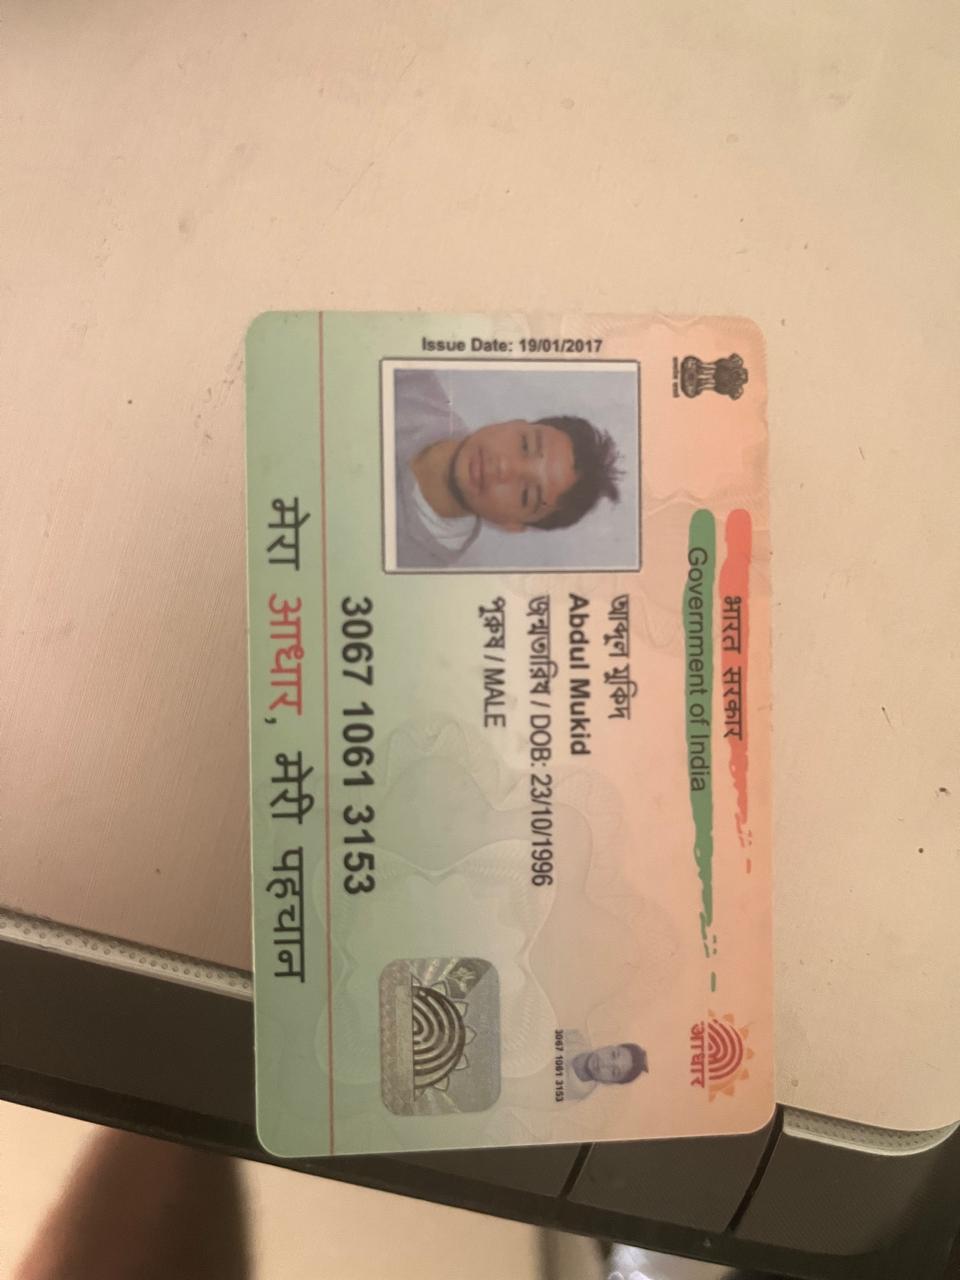 भारत सरकार
Government of India
आधार
Issue Date: 19/01/2017
আব্দুল মুকিদ
Abdul Mukid
জন্মতারিখ / DOB: 23/10/1996
পুরুষ / MALE
3067 1061 3153
3067 1061 3153
मेरा आधार, मेरी पहचान